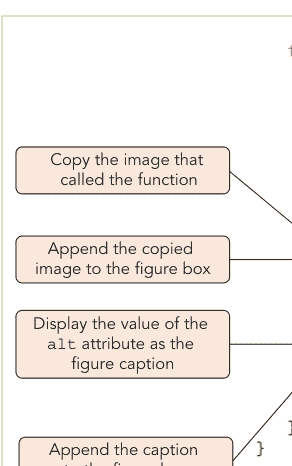 Copy the image that
called the function
Append the copied
image to the figure box
Display the value of the
alt attribute as the
figure caption
}
Append the caption